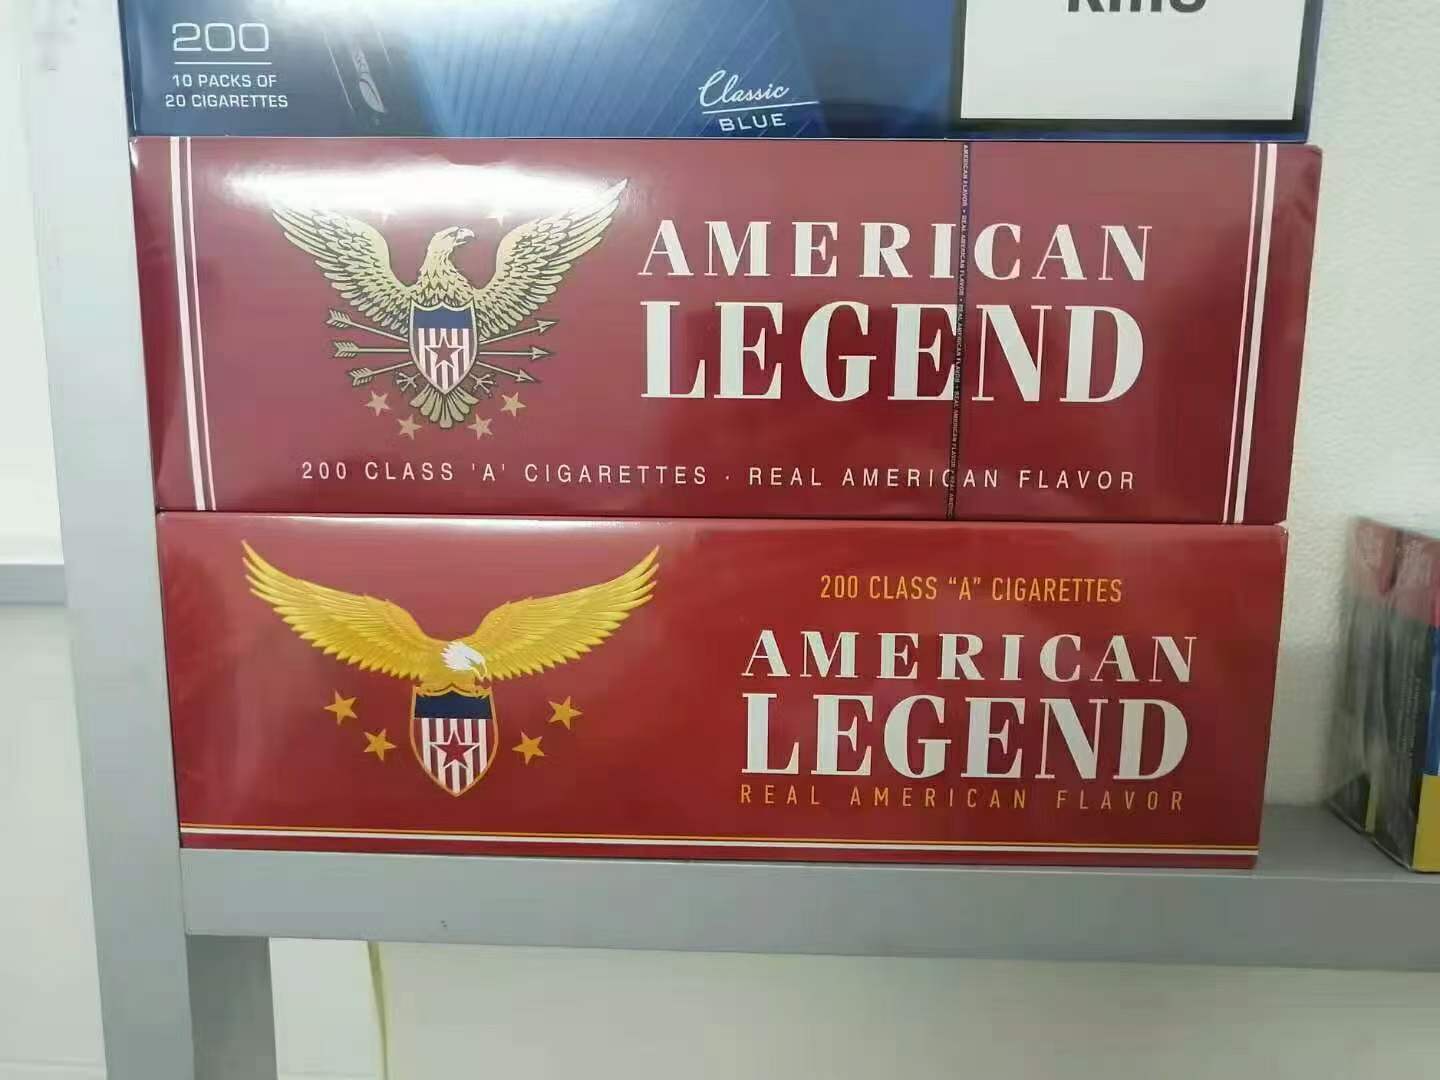 200
10 PACKS OF
20 CIGARETTES
Classic
BLUE
AMERICAN
LEGEND
200 CLASS 'A' CIGARETTES · REAL AMERICAN FLAVOR
200 CLASS “A” CIGARETTES
AMERICAN
LEGEND
REAL AMERICAN FLAVOR